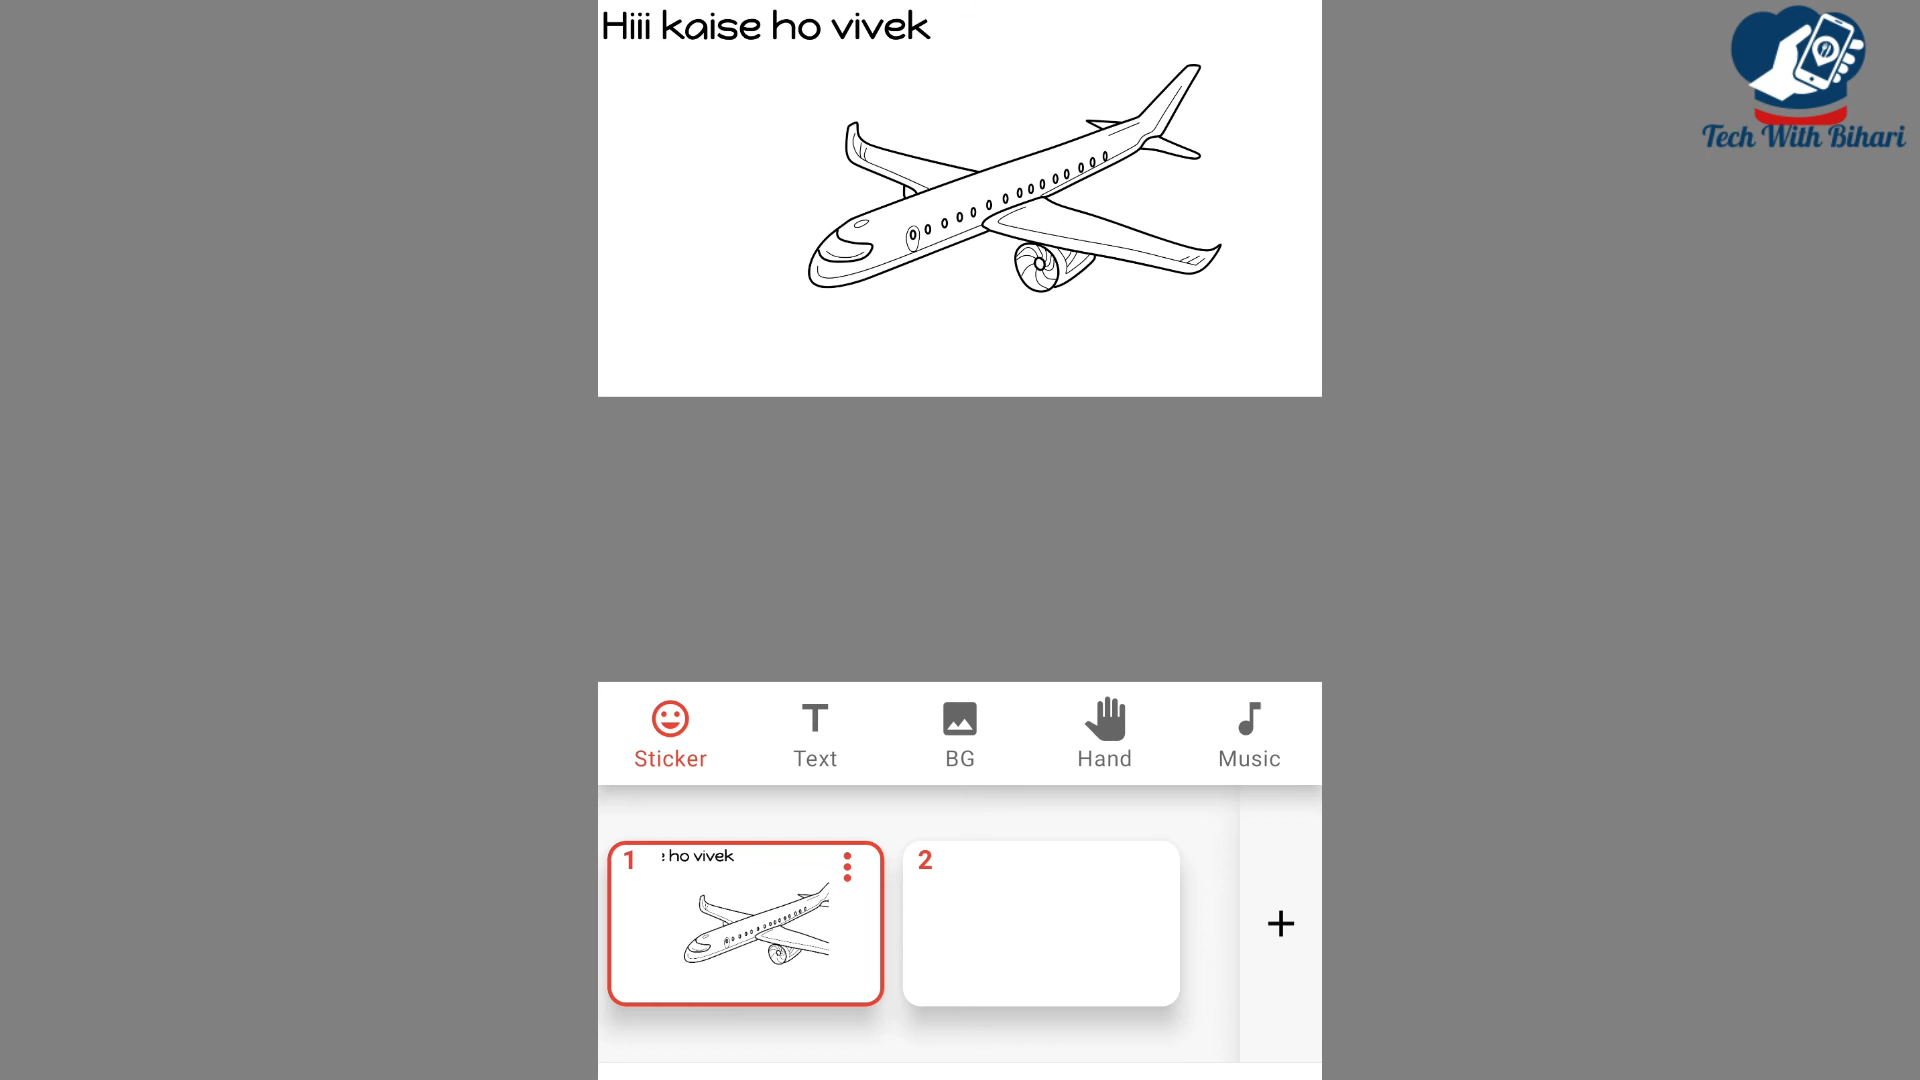 Hiii kaise ho vivek
Tech With Bihari
Sticker
Text
BG
Hand
Music
1
ho vivek
2